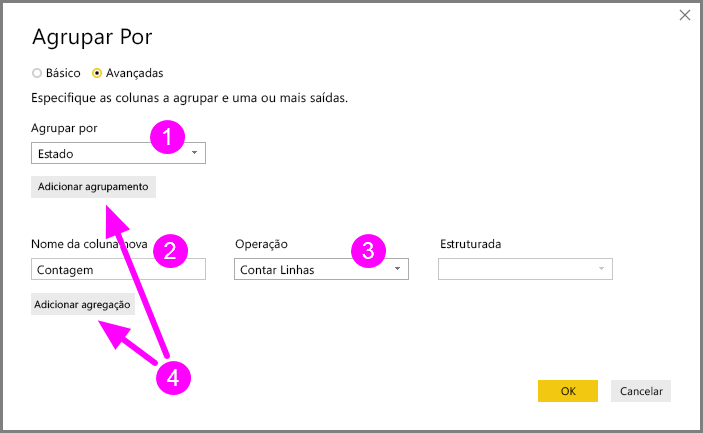 Agrupar Por
Básico Avançadas
Especifique as colunas a agrupar e uma ou mais saídas.
Agrupar por 1
Estado
Adicionar agrupamento
Nome da coluna nova 2 Operação 3 Estruturada
Contagem Contar Linhas
Adicionar agregação
4
OK Cancelar